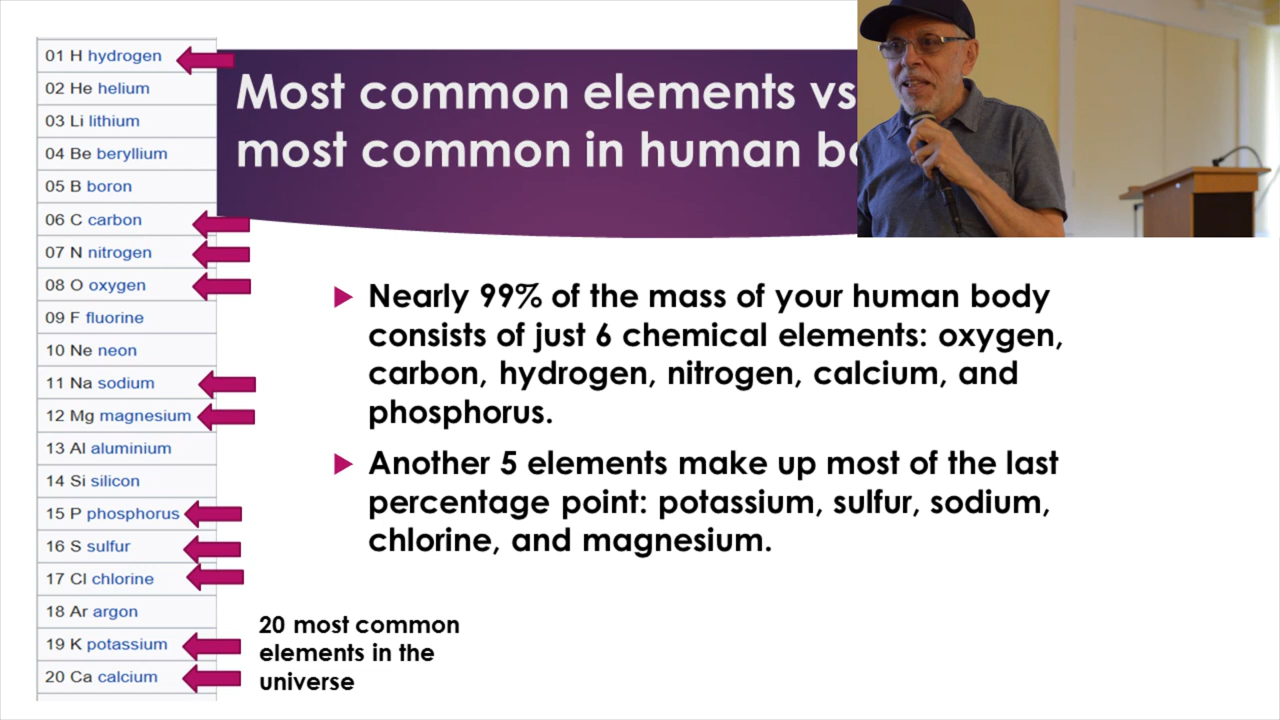 01 H hydrogen
02 He helium
03 Li lithium
04 Be beryllium
05 B boron
06 C carbon
07 N nitrogen
08 O oxygen
09 F fluorine
10 Ne neon
11 Na sodium
12 Mg magnesium
13 Al aluminium
14 Si silicon
15 P phosphorus
16 S sulfur
17 Cl chlorine
18 Ar argon
19 K potassium
20 Ca calcium
Most common elements vs
most common in human
Nearly 99% of the mass of your human body
consists of just 6 chemical elements: oxygen,
carbon, hydrogen, nitrogen, calcium, and
phosphorus.
Another 5 elements make up most of the last
percentage point: potassium, sulfur, sodium,
chlorine, and magnesium.
20 most common
elements in the
universe